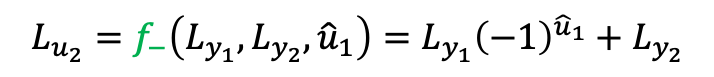 L_{u_2} = f_-(L_{y_1}, L_{y_2}, û_1) = L_{y_1}(-1)^{û_1} + L_{y_2}